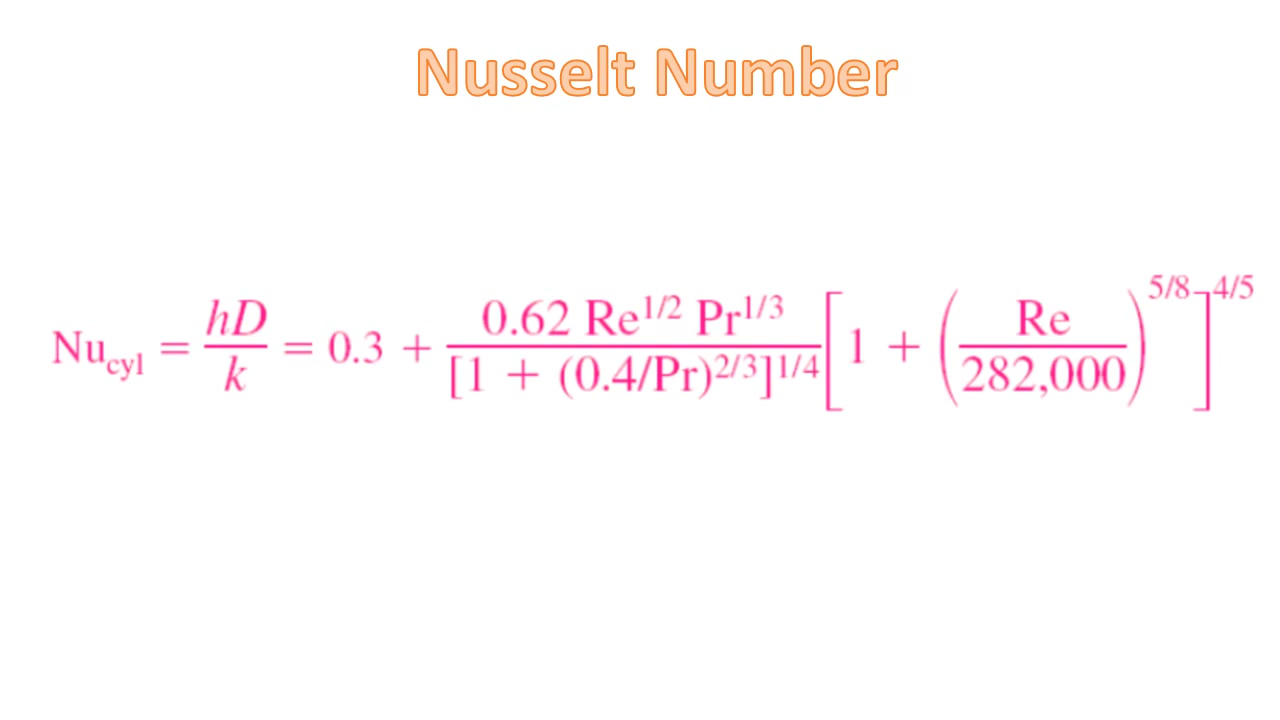 Nusselt Number
Nu_cyl = hD/k = 0.3 + 0.62 Re^1/2 Pr^1/3 / [1 + (0.4/Pr)^2/3]^1/4 [1 + (Re/282,000)^5/8]^4/5